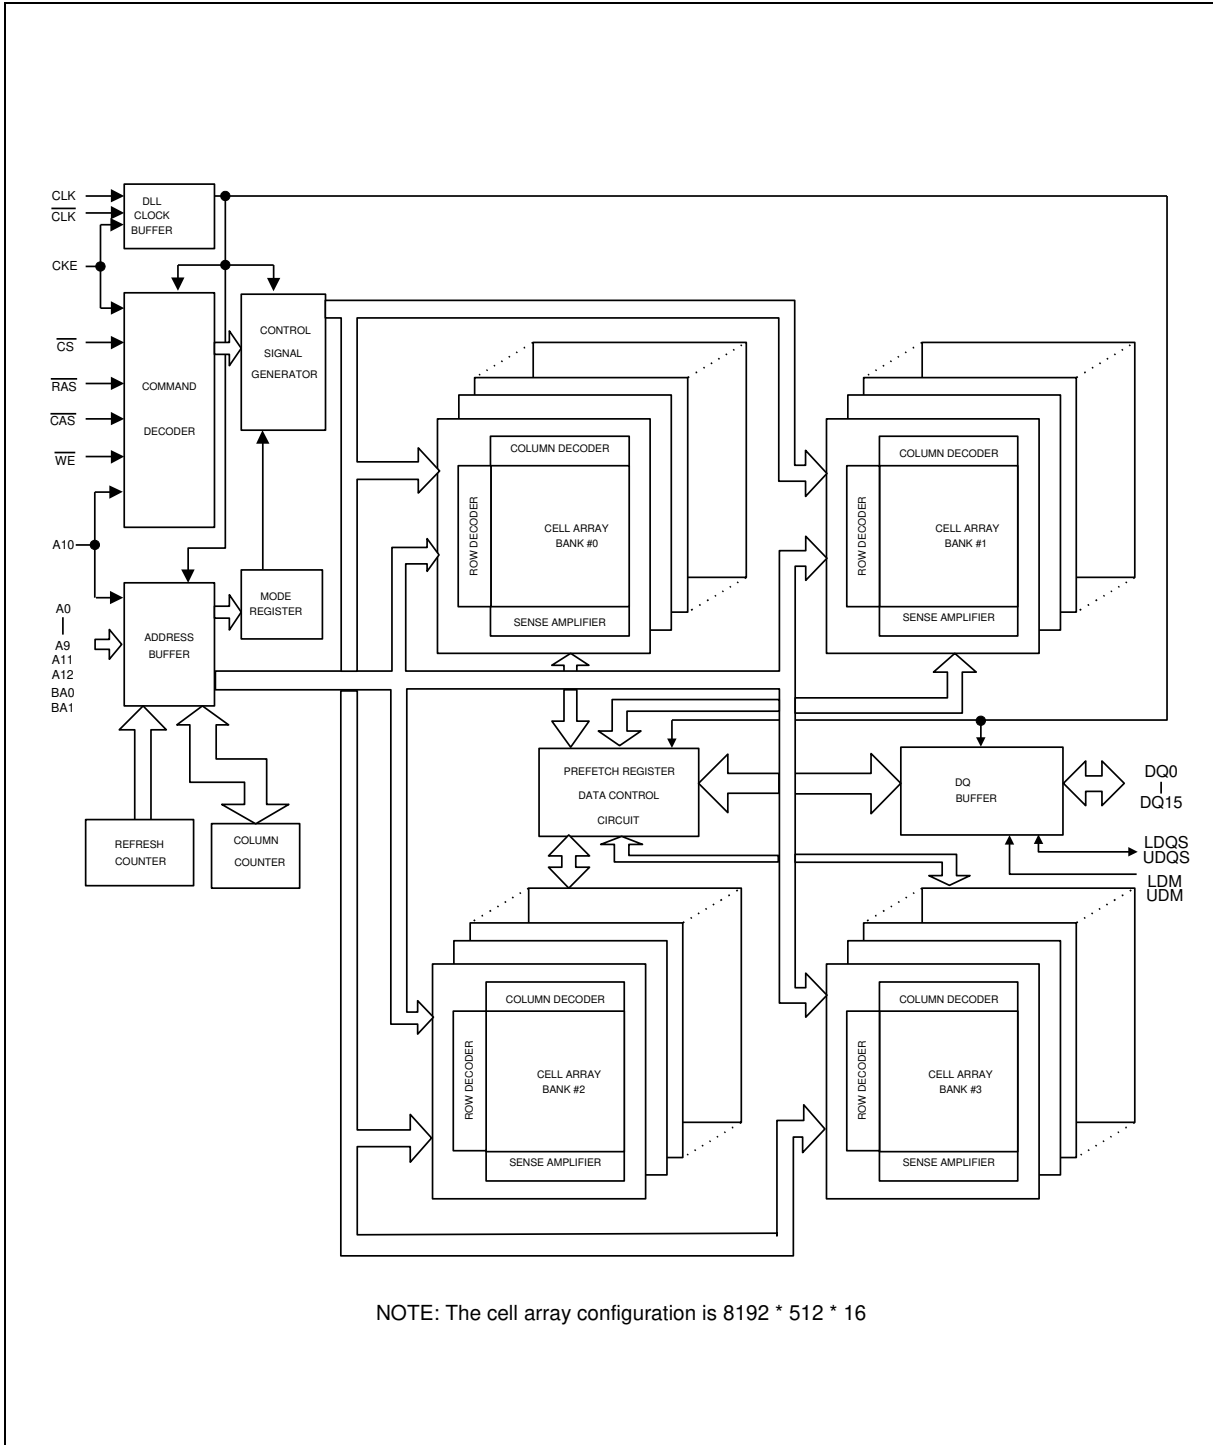 CLK
CLK
CKE
CS
RAS
CAS
WE
A10
A0
A9
A11
A12
BA0
BA1
DLL
CLOCK
BUFFER
COMMAND
DECODER
CONTROL
SIGNAL
GENERATOR
MODE
REGISTER
ADDRESS
BUFFER
REFRESH
COUNTER
COLUMN
COUNTER
COLUMN DECODER
ROW DECODER
CELL ARRAY
BANK #0
SENSE AMPLIFIER
COLUMN DECODER
ROW DECODER
CELL ARRAY
BANK #1
SENSE AMPLIFIER
PREFETCH REGISTER
DATA CONTROL
CIRCUIT
DQ
BUFFER
DQ0
DQ15
LDQS
UDQS
LDM
UDM
COLUMN DECODER
ROW DECODER
CELL ARRAY
BANK #2
SENSE AMPLIFIER
COLUMN DECODER
ROW DECODER
CELL ARRAY
BANK #3
SENSE AMPLIFIER
NOTE: The cell array configuration is 8192 * 512 * 16